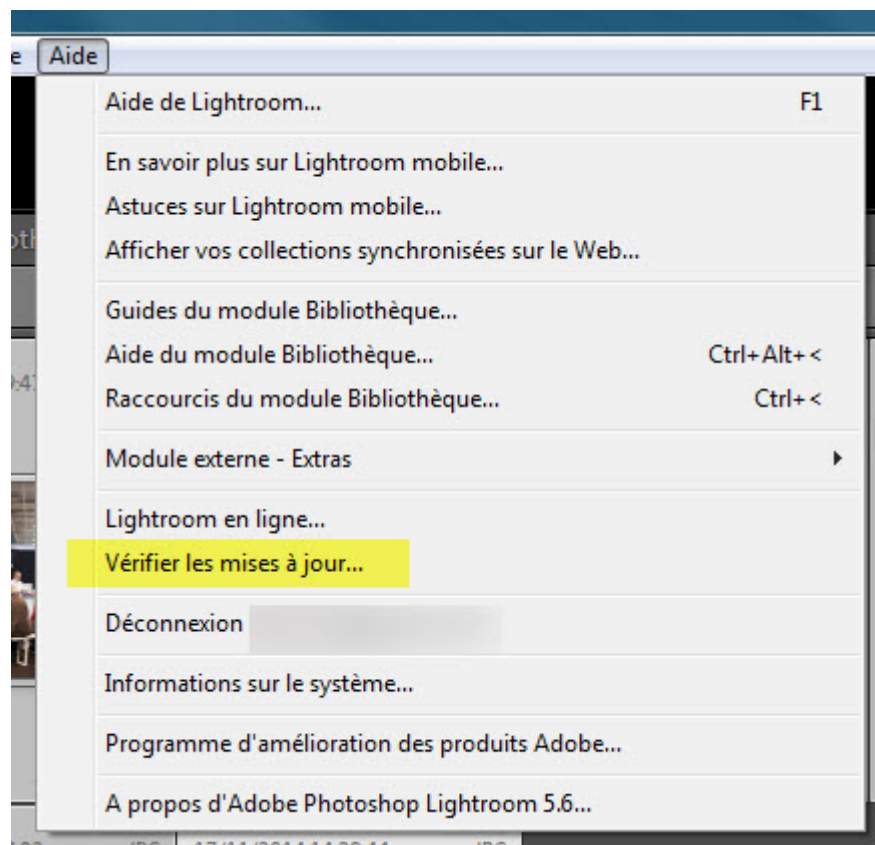 e Aide
Aide de Lightroom... F1
En savoir plus sur Lightroom mobile...
Astuces sur Lightroom mobile...
Afficher vos collections synchronisées sur le Web...
Guides du module Bibliothèque...
Aide du module Bibliothèque... Ctrl+Alt+<
Raccourcis du module Bibliothèque... Ctrl+<
Module externe - Extras
Lightroom en ligne...
Vérifier les mises à jour...
Déconnexion
Informations sur le système...
Programme d'amélioration des produits Adobe...
A propos d'Adobe Photoshop Lightroom 5.6...